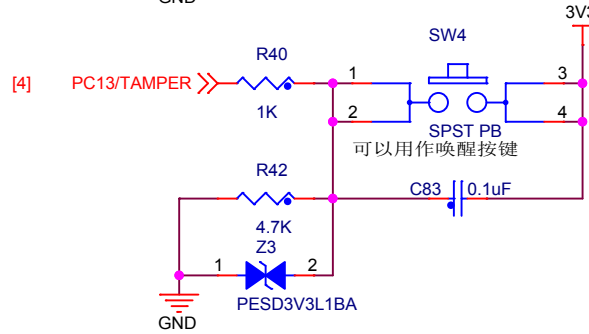 GND
3V3
SW4
R40
[4] PC13/TAMPER
1K
1
2
3
4
SPST PB
可以用作唤醒按键
R42
4.7K
C83
0.1uF
Z3
1
2
PESD3V3L1BA
GND